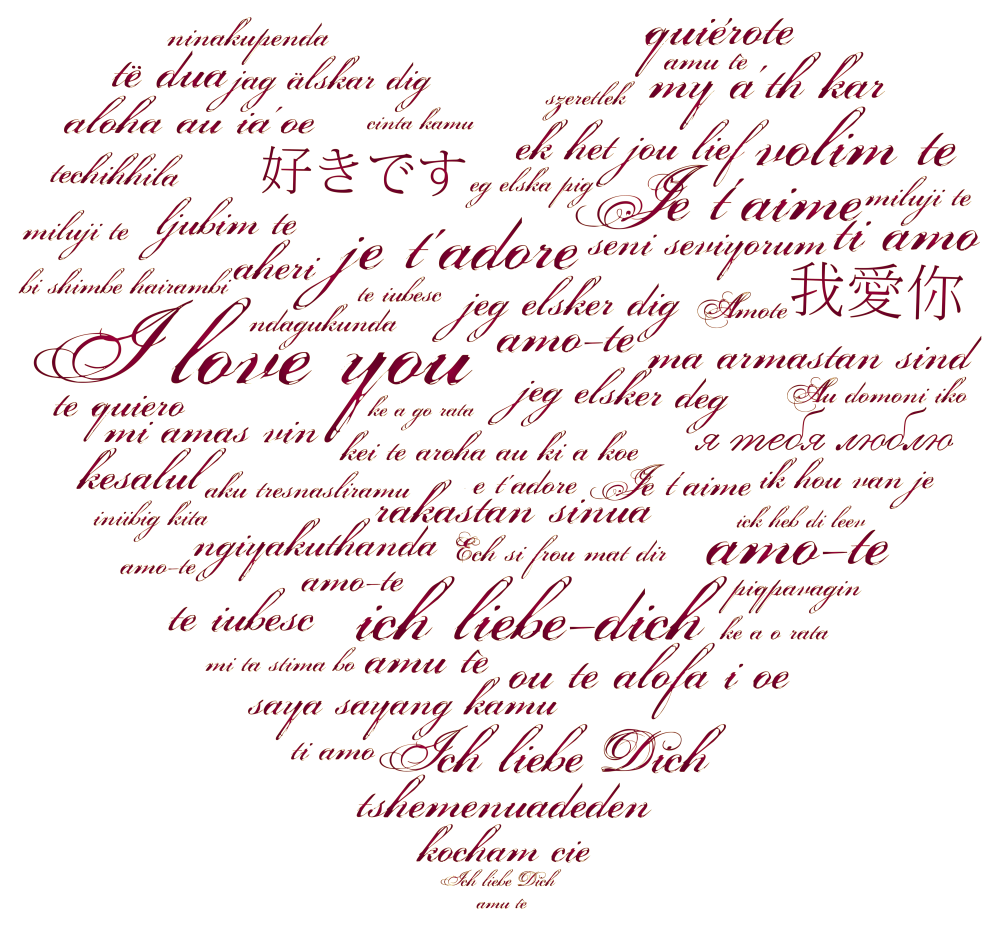 ninakupenda
quiérote
amu tè
të dua
jag älskar dig
szeretlek
my a' th kar
aloha au ia' oe
cinta kamu
ek het jou lief
volim te
techihhila
好きです
eg elska pig
Je t'aime
miluji te
miluji te
ljubim te
je t'adore
seni seviyorum
ti amo
bi shimbe hairambi
aheri
te iubesc
jeg elsker dig
Amote
我愛你
ndagukunda
I love you
amo-te
ma armastan sind
te quiero
ke a go rata
jeg elsker deg
Au domoni iko
mi amas vin
kei te aroha au ki a koe
я тебя люблю
kesalul
aku tresnasliramu
e t'adore
Je t'aime
ik hou van je
iniibig kita
rakastan sinua
ick heb di leev
ngiyakuthanda
Ech si frou mat dir
amo-te
amo-te
amo-te
pigpavagin
te iubesc
ich liebe-dich
ke a o rata
mi ta stima bo
amu tè
ou te alofa i oe
saya sayang kamu
ti amo
Ich liebe Dich
tshemenuadeden
kocham cie
Ich liebe Dich
amu te